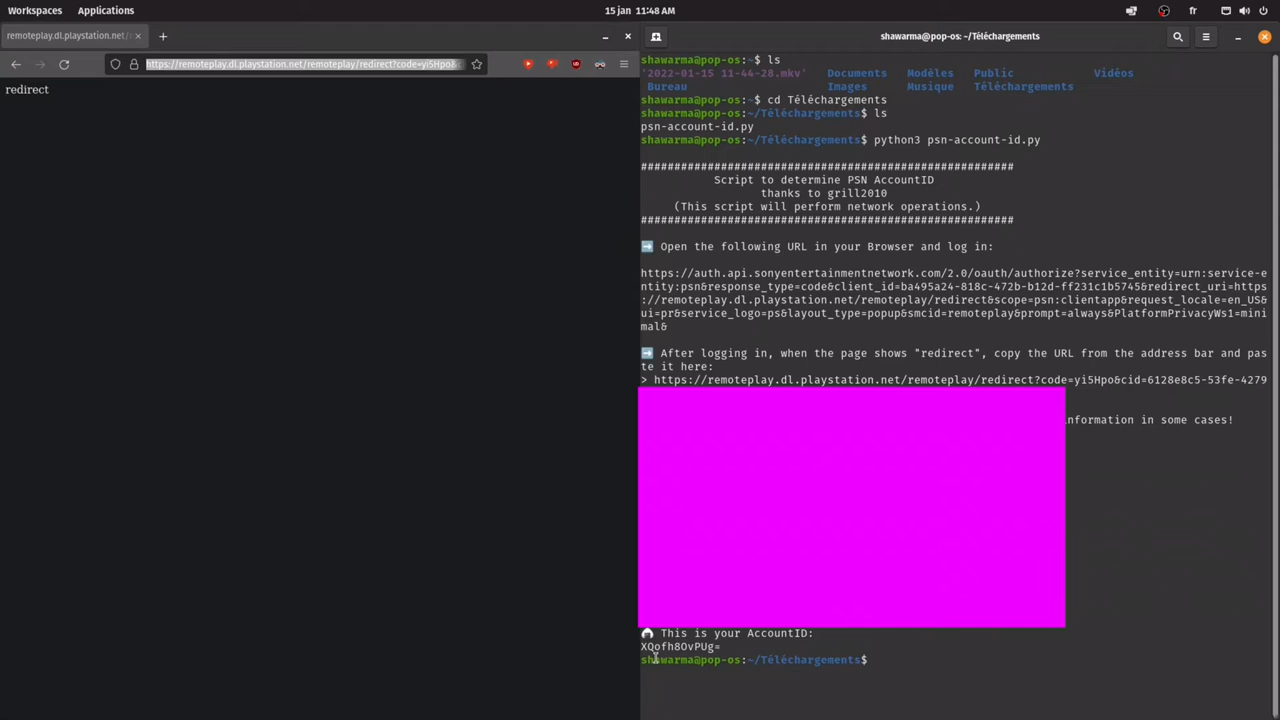 Workspaces Applications 15 jan 11:48 AM fr
remoteplay.dl.playstation.net/r
https://remoteplay.dl.playstation.net/remoteplay/redirect?code=yi5Hpo&
redirect
shawarma@pop-os: ~/Téléchargements
shawarma@pop-os:~$ ls
'2022-01-15 11-44-28.mkv' Documents Modèles Public Vidéos
Bureau Images Musique Téléchargements
shawarma@pop-os:~$ cd Téléchargements
shawarma@pop-os:~/Téléchargements$ ls
psn-account-id.py
shawarma@pop-os:~/Téléchargements$ python3 psn-account-id.py
########################################################
Script to determine PSN AccountID
thanks to grill2010
(This script will perform network operations.)
########################################################
➡️ Open the following URL in your Browser and log in:
https://auth.api.sonyentertainmentnetwork.com/2.0/oauth/authorize?service_entity=urn:service-e
ntity:psn&response_type=code&client_id=ba495a24-818c-472b-b12d-ff231c1b5745&redirect_uri=https
://remoteplay.dl.playstation.net/remoteplay/redirect&scope=psn:clientapp&request_locale=en_US&
ui=pr&service_logo=ps&layout_type=popup&smcid=remoteplay&prompt=always&PlatformPrivacyWs1=mini
mal&
➡️ After logging in, when the page shows "redirect", copy the URL from the address bar and pas
te it here:
> https://remoteplay.dl.playstation.net/remoteplay/redirect?code=yi5Hpo&cid=6128e8c5-53fe-4279
information in some cases!
This is your AccountID:
XQofh8OvPUg=
shawarma@pop-os:~/Téléchargements$